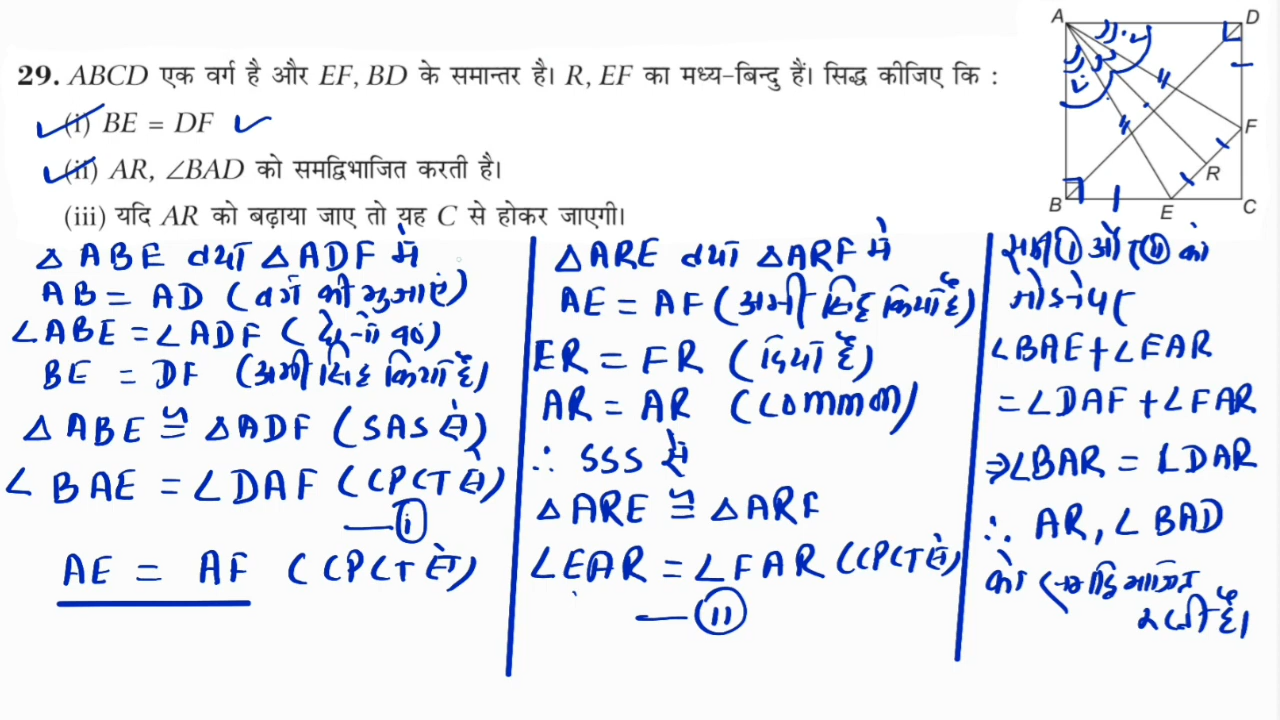 29. ABCD एक वर्ग है और EF, BD के समान्तर है। R, EF का मध्य-बिन्दु हैं। सिद्ध कीजिए कि :
(i) BE = DF
(ii) AR, ∠BAD को समद्विभाजित करती है।
(iii) यदि AR को बढ़ाया जाए तो यह C से होकर जाएगी।
A
D
F
R
B
E
C
△ ABE तथा △ ADF में
AB = AD (वर्ग की भुजाएं)
∠ABE = ∠ADF (दोनों 90)
BE = DF (अभी सिद्ध किया है)
△ ABE ≅ △ ADF (SAS से)
∠ BAE = ∠ DAF (CPCT से)
— (i)
AE = AF (CPCT से)
△ ARE तथा △ ARF में
AE = AF (अभी सिद्ध किया है)
ER = FR (दिया है)
AR = AR (common)
∴ SSS से
△ ARE ≅ △ ARF
∠EAR = ∠FAR (CPCT से)
— (ii)
समी (i) और (ii) को
जोडनेपर
∠BAE + ∠EAR
= ∠DAF + ∠FAR
⇒ ∠BAR = ∠DAR
∴ AR, ∠ BAD
को समद्विभाजित
करती है।